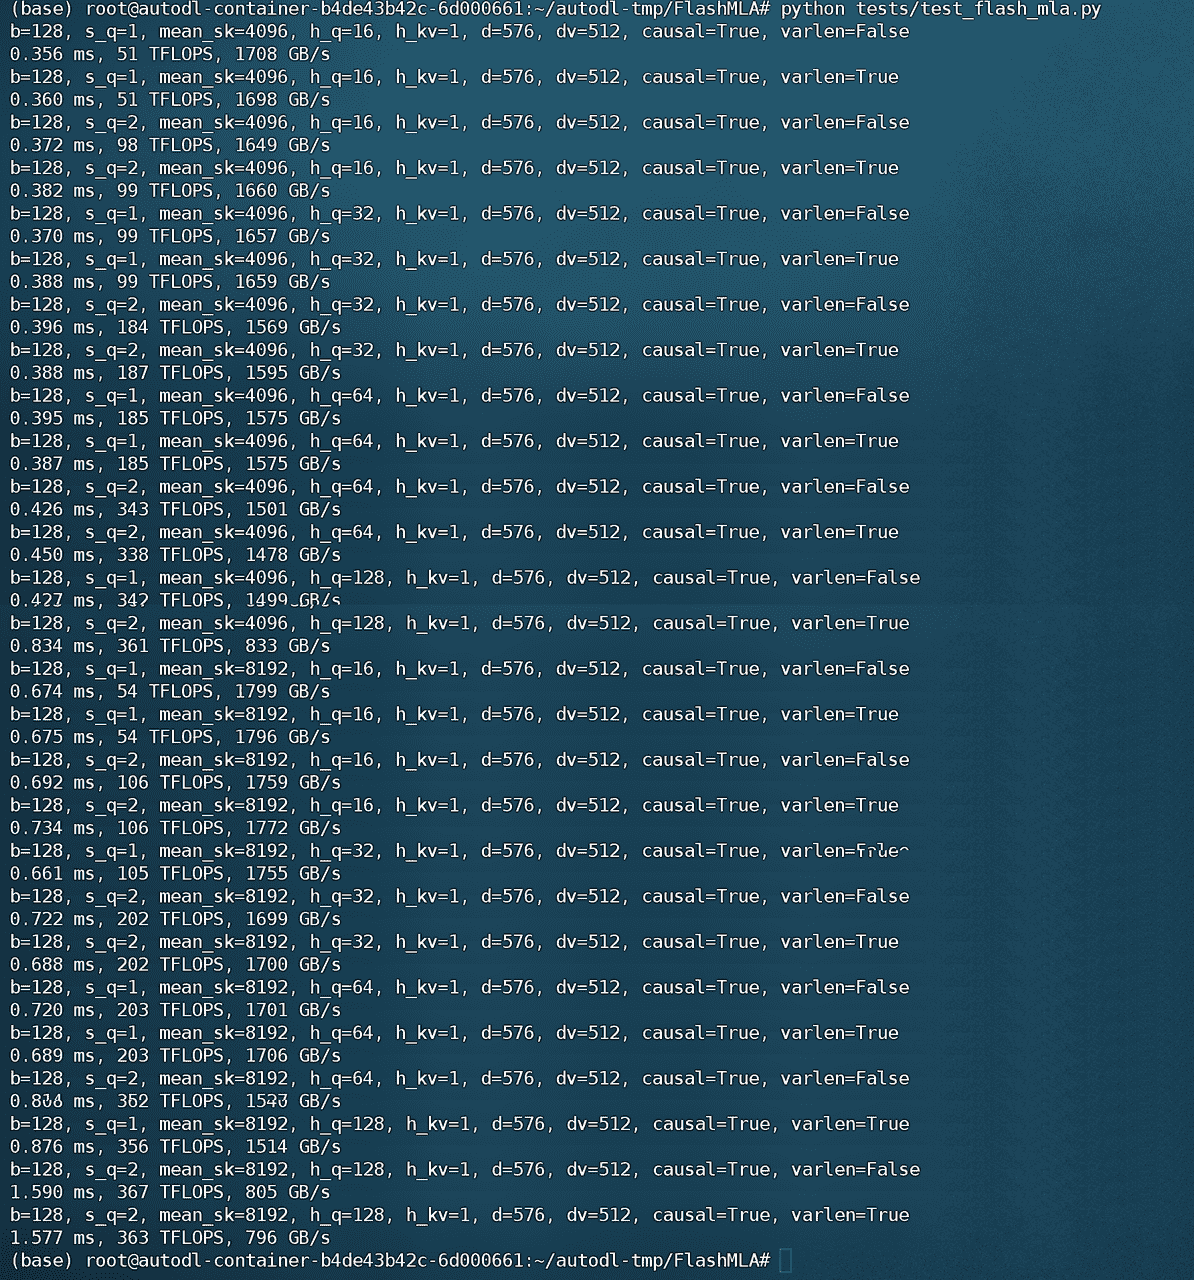 (base) root@autodl-container-b4de43b42c-6d000661:~/autodl-tmp/FlashMLA# python tests/test_flash_mla.py
b=128, s_q=1, mean_sk=4096, h_q=16, h_kv=1, d=576, dv=512, causal=True, varlen=False
0.356 ms, 51 TFLOPS, 1708 GB/s
b=128, s_q=1, mean_sk=4096, h_q=16, h_kv=1, d=576, dv=512, causal=True, varlen=True
0.360 ms, 51 TFLOPS, 1698 GB/s
b=128, s_q=2, mean_sk=4096, h_q=16, h_kv=1, d=576, dv=512, causal=True, varlen=False
0.372 ms, 98 TFLOPS, 1649 GB/s
b=128, s_q=2, mean_sk=4096, h_q=16, h_kv=1, d=576, dv=512, causal=True, varlen=True
0.382 ms, 99 TFLOPS, 1660 GB/s
b=128, s_q=1, mean_sk=4096, h_q=32, h_kv=1, d=576, dv=512, causal=True, varlen=False
0.370 ms, 99 TFLOPS, 1657 GB/s
b=128, s_q=1, mean_sk=4096, h_q=32, h_kv=1, d=576, dv=512, causal=True, varlen=True
0.388 ms, 99 TFLOPS, 1659 GB/s
b=128, s_q=2, mean_sk=4096, h_q=32, h_kv=1, d=576, dv=512, causal=True, varlen=False
0.396 ms, 184 TFLOPS, 1569 GB/s
b=128, s_q=2, mean_sk=4096, h_q=32, h_kv=1, d=576, dv=512, causal=True, varlen=True
0.388 ms, 187 TFLOPS, 1595 GB/s
b=128, s_q=1, mean_sk=4096, h_q=64, h_kv=1, d=576, dv=512, causal=True, varlen=False
0.395 ms, 185 TFLOPS, 1575 GB/s
b=128, s_q=1, mean_sk=4096, h_q=64, h_kv=1, d=576, dv=512, causal=True, varlen=True
0.387 ms, 185 TFLOPS, 1575 GB/s
b=128, s_q=2, mean_sk=4096, h_q=64, h_kv=1, d=576, dv=512, causal=True, varlen=False
0.426 ms, 343 TFLOPS, 1501 GB/s
b=128, s_q=2, mean_sk=4096, h_q=64, h_kv=1, d=576, dv=512, causal=True, varlen=True
0.450 ms, 338 TFLOPS, 1478 GB/s
b=128, s_q=1, mean_sk=4096, h_q=128, h_kv=1, d=576, dv=512, causal=True, varlen=False
0.427 ms, 342 TFLOPS, 1499 GB/s
b=128, s_q=2, mean_sk=4096, h_q=128, h_kv=1, d=576, dv=512, causal=True, varlen=True
0.834 ms, 361 TFLOPS, 833 GB/s
b=128, s_q=1, mean_sk=8192, h_q=16, h_kv=1, d=576, dv=512, causal=True, varlen=False
0.674 ms, 54 TFLOPS, 1799 GB/s
b=128, s_q=1, mean_sk=8192, h_q=16, h_kv=1, d=576, dv=512, causal=True, varlen=True
0.675 ms, 54 TFLOPS, 1796 GB/s
b=128, s_q=2, mean_sk=8192, h_q=16, h_kv=1, d=576, dv=512, causal=True, varlen=False
0.692 ms, 106 TFLOPS, 1759 GB/s
b=128, s_q=2, mean_sk=8192, h_q=16, h_kv=1, d=576, dv=512, causal=True, varlen=True
0.734 ms, 106 TFLOPS, 1772 GB/s
b=128, s_q=1, mean_sk=8192, h_q=32, h_kv=1, d=576, dv=512, causal=True,
0.661 ms, 105 TFLOPS, 1755 GB/s
b=128, s_q=2, mean_sk=8192, h_q=32, h_kv=1, d=576, dv=512, causal=True, varlen=False
0.722 ms, 202 TFLOPS, 1699 GB/s
b=128, s_q=2, mean_sk=8192, h_q=32, h_kv=1, d=576, dv=512, causal=True, varlen=True
0.688 ms, 202 TFLOPS, 1700 GB/s
b=128, s_q=1, mean_sk=8192, h_q=64, h_kv=1, d=576, dv=512, causal=True, varlen=False
0.720 ms, 203 TFLOPS, 1701 GB/s
b=128, s_q=1, mean_sk=8192, h_q=64, h_kv=1, d=576, dv=512, causal=True, varlen=True
0.689 ms, 203 TFLOPS, 1706 GB/s
b=128, s_q=2, mean_sk=8192, h_q=64, h_kv=1, d=576, dv=512, causal=True, varlen=False
ms, TFLOPS, GB/s
b=128, s_q=1, mean_sk=8192, h_q=128, h_kv=1, d=576, dv=512, causal=True, varlen=True
0.876 ms, 356 TFLOPS, 1514 GB/s
b=128, s_q=2, mean_sk=8192, h_q=128, h_kv=1, d=576, dv=512, causal=True, varlen=False
1.590 ms, 367 TFLOPS, 805 GB/s
b=128, s_q=2, mean_sk=8192, h_q=128, h_kv=1, d=576, dv=512, causal=True, varlen=True
1.577 ms, 363 TFLOPS, 796 GB/s
(base) root@autodl-container-b4de43b42c-6d000661:~/autodl-tmp/FlashMLA#